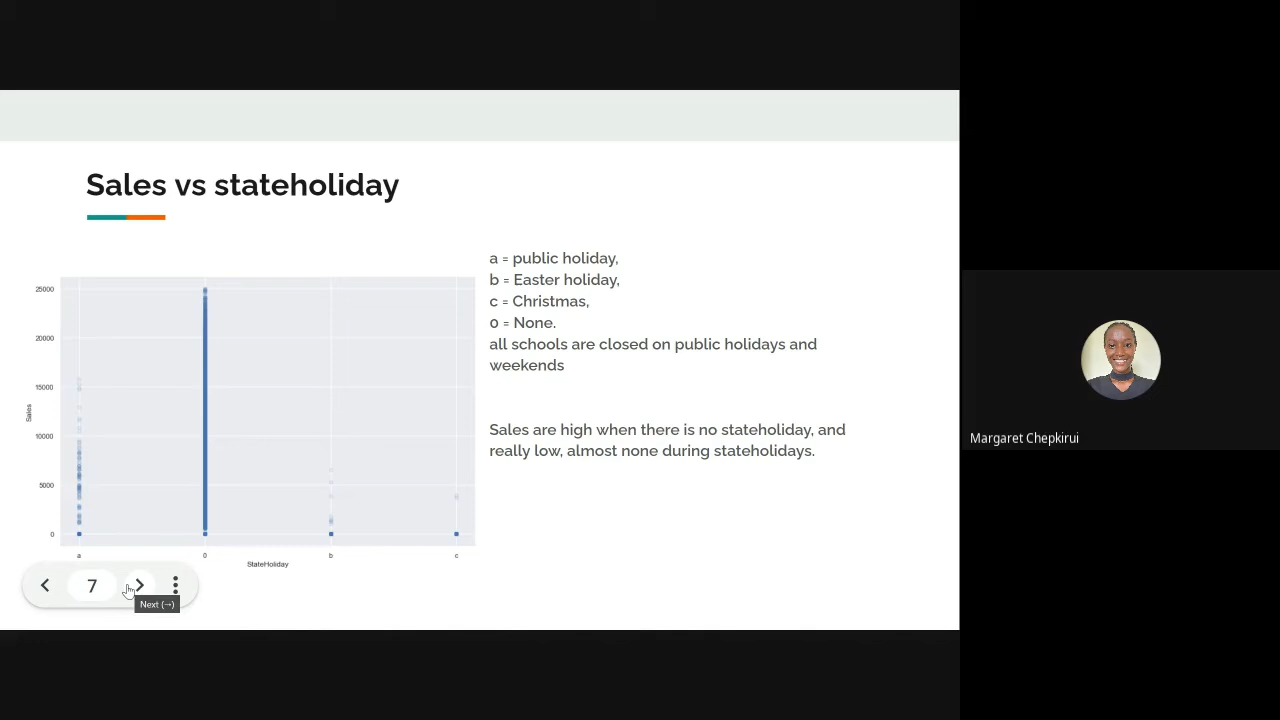 Sales vs stateholiday
a = public holiday,
b = Easter holiday,
c = Christmas,
0 = None.
all schools are closed on public holidays and
weekends
Sales are high when there is no stateholiday, and
really low, almost none during stateholidays.
25000
20000
15000
10000
5000
0
Sales
a
0
b
c
StateHoliday
7
Next (→)
Margaret Chepkirui